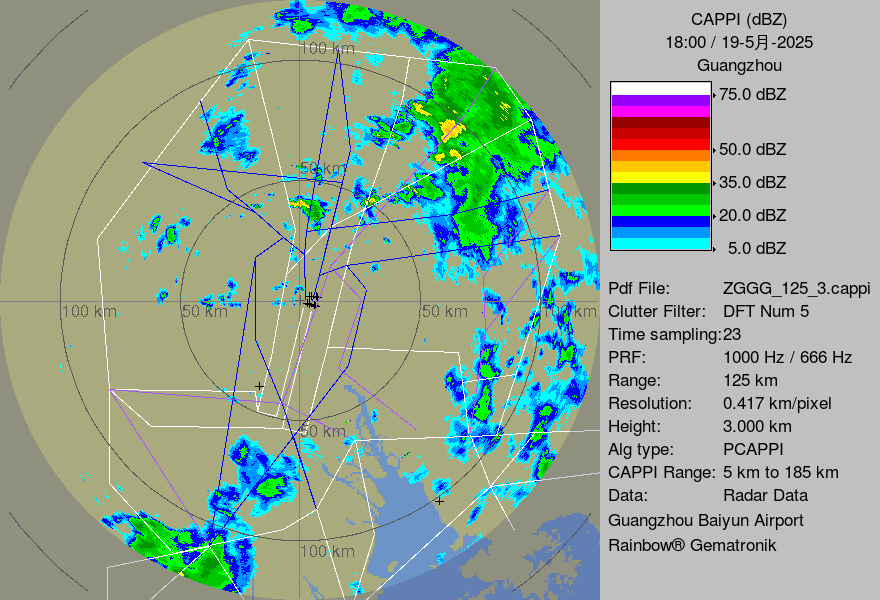 CAPPI (dBZ)
18:00 / 19-5月-2025
Guangzhou
75.0 dBZ
50.0 dBZ
35.0 dBZ
20.0 dBZ
5.0 dBZ
Pdf File: ZGGG_125_3.cappi
Clutter Filter: DFT Num 5
Time sampling:23
PRF: 1000 Hz / 666 Hz
Range: 125 km
Resolution: 0.417 km/pixel
Height: 3.000 km
Alg type: PCAPPI
CAPPI Range: 5 km to 185 km
Data: Radar Data
Guangzhou Baiyun Airport
Rainbow® Gematronik
100 km
50 km
100 km
50 km
50 km
100 km
50 km
100 km